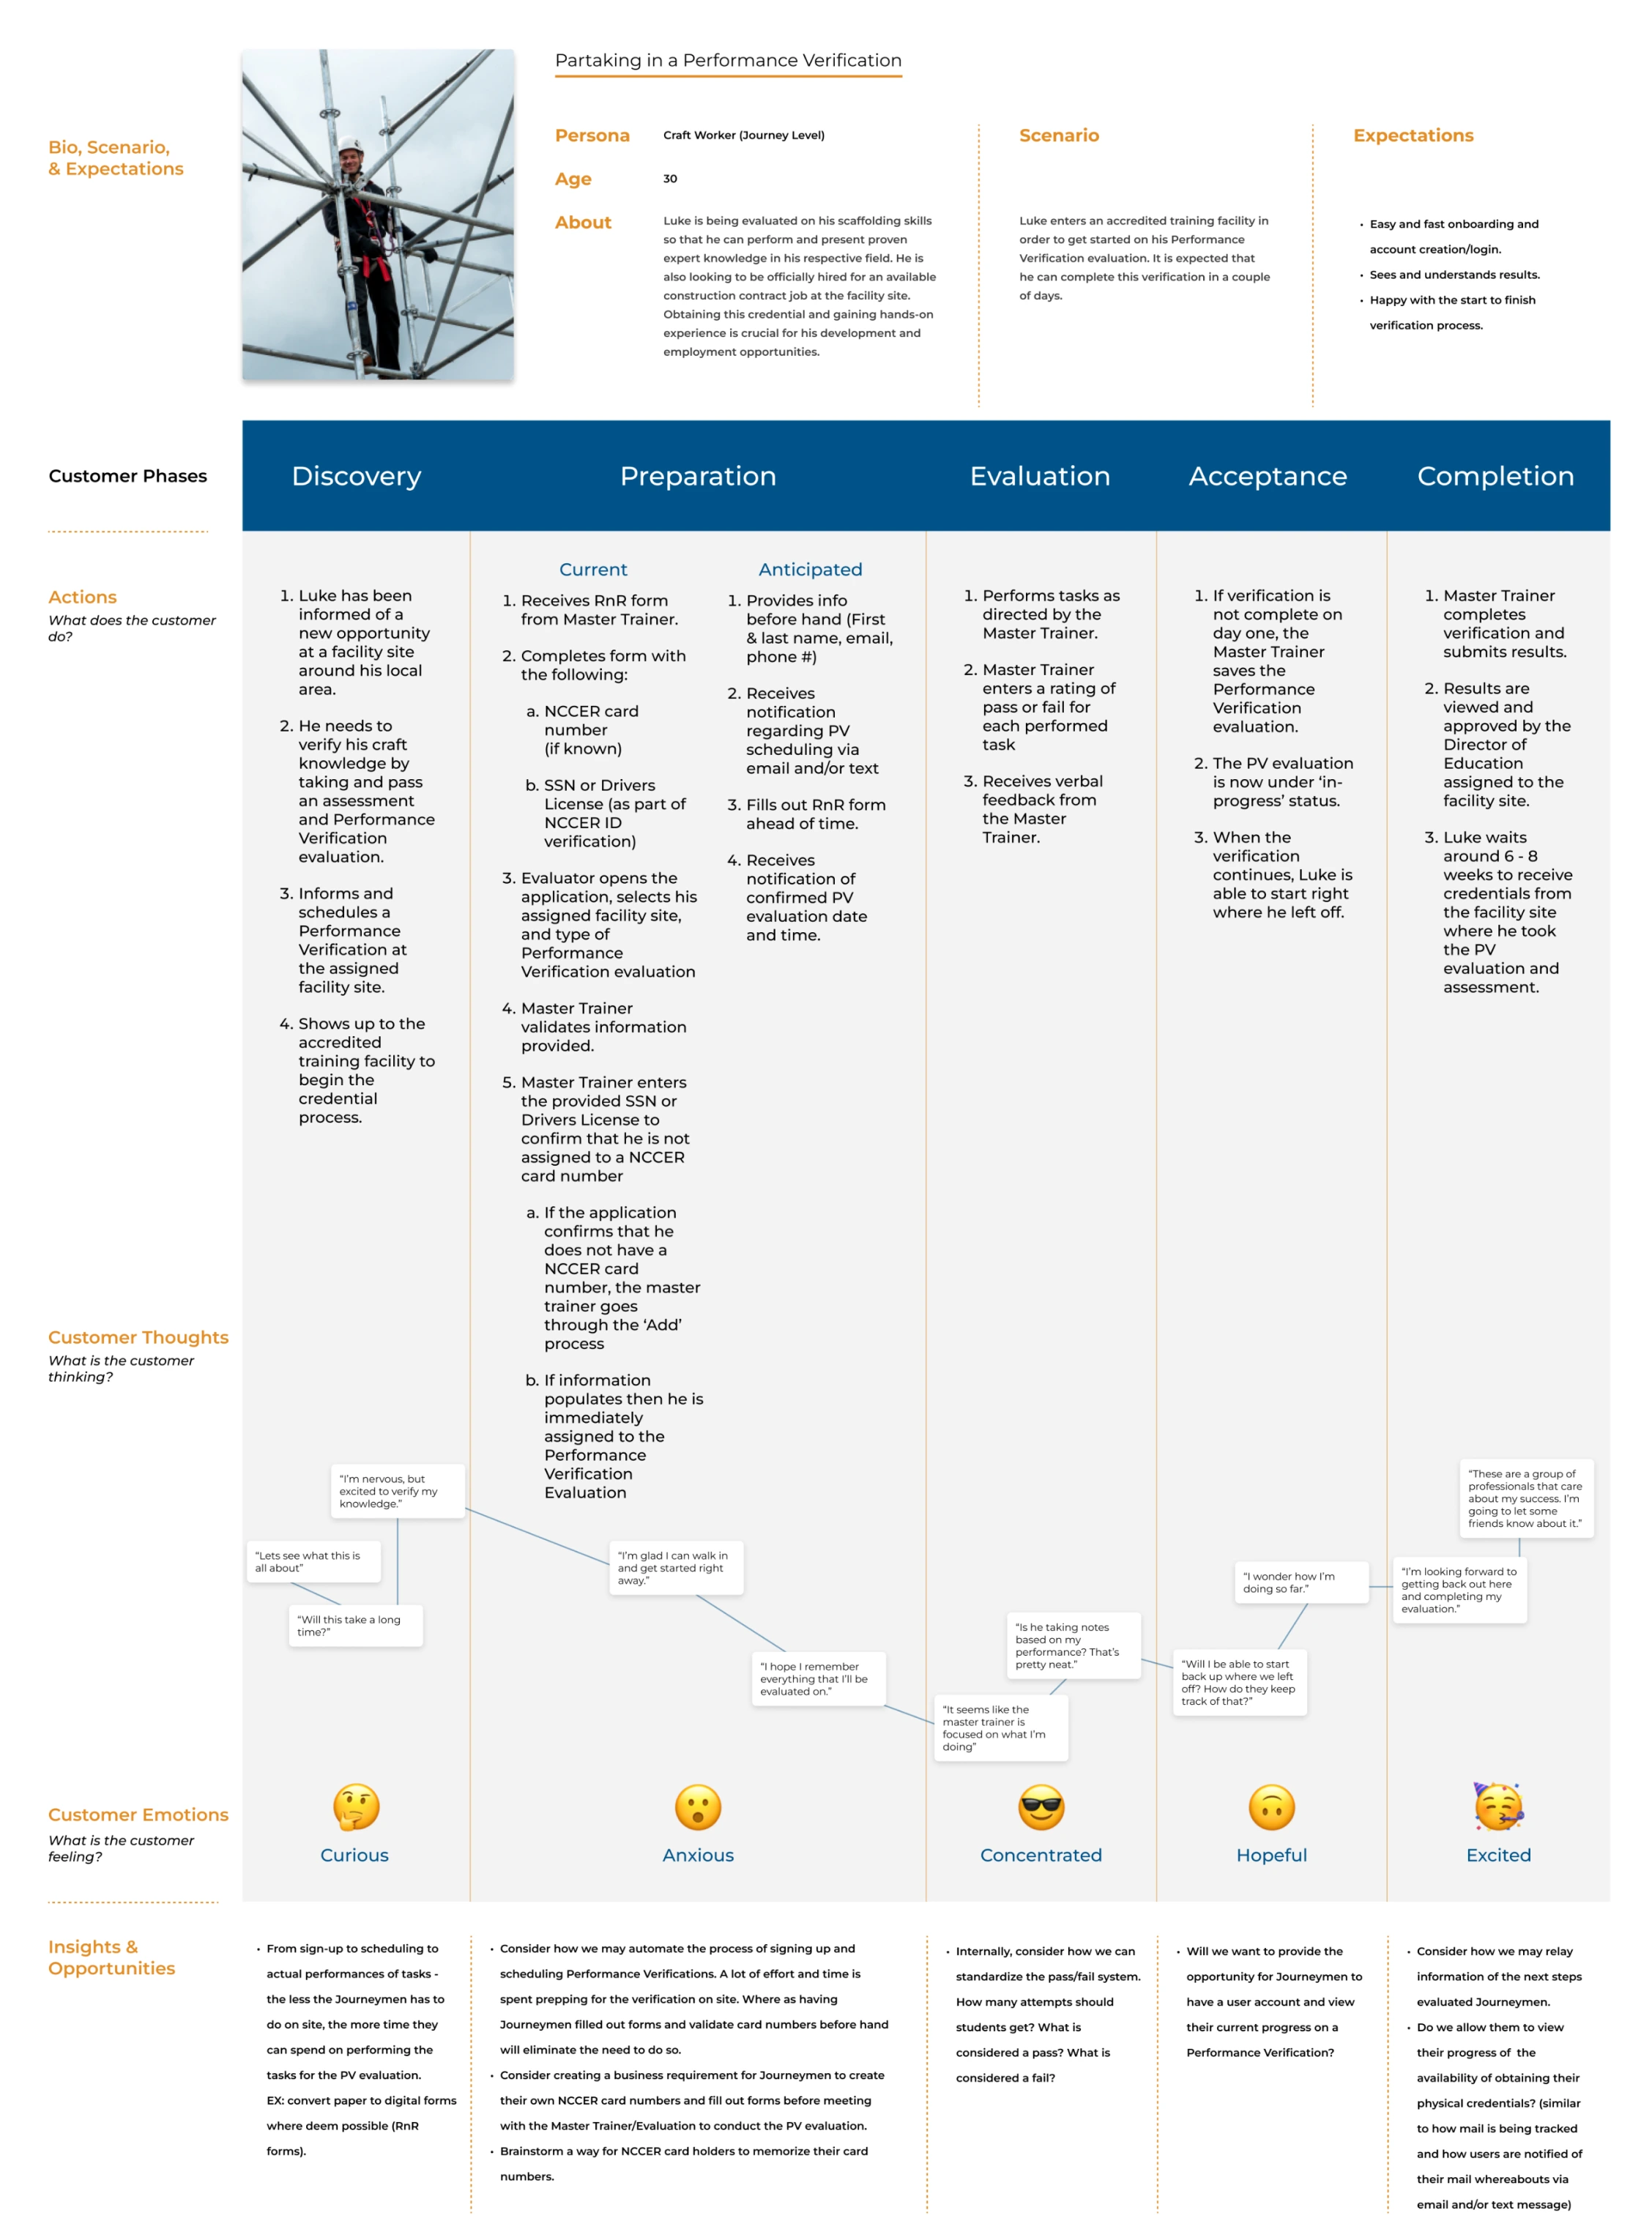 Partaking in a Performance Verification
Bio, Scenario,
& Expectations
Persona
Craft Worker (Journey Level)
Age
30
About
Luke is being evaluated on his scaffolding skills
so that he can perform and present proven
expert knowledge in his respective field. He is
also looking to be officially hired for an available
construction contract job at the facility site.
Obtaining this credential and gaining hands-on
experience is crucial for his development and
employment opportunities.
Scenario
Luke enters an accredited training facility in
order to get started on his Performance
Verification evaluation. It is expected that
he can complete this verification in a couple
of days.
Expectations
• Easy and fast onboarding and
account creation/login.
• Sees and understands results.
• Happy with the start to finish
verification process.
Customer Phases
Discovery
Preparation
Evaluation
Acceptance
Completion
Actions
What does the customer
do?
1. Luke has been
informed of a
new opportunity
at a facility site
around his local
area.
2. He needs to
verify his craft
knowledge by
taking and pass
an assessment
and Performance
Verification
evaluation.
3. Informs and
schedules a
Performance
Verification at
the assigned
facility site.
4. Shows up to the
accredited
training facility to
begin the
credential
process.
Current
1. Receives RnR form
from Master Trainer.
2. Completes form with
the following:
a. NCCER card
number
(if known)
b. SSN or Drivers
License (as part of
NCCER ID
verification)
3. Evaluator opens the
application, selects his
assigned facility site,
and type of
Performance
Verification evaluation
4. Master Trainer
validates information
provided.
5. Master Trainer enters
the provided SSN or
Drivers License to
confirm that he is not
assigned to a NCCER
card number
a. If the application
confirms that he
does not have a
NCCER card
number, the master
trainer goes
through the ‘Add’
process
b. If information
populates then he is
immediately
assigned to the
Performance
Verification
Evaluation
Anticipated
1. Provides info
before hand (First
& last name, email,
phone #)
2. Receives
notification
regarding PV
scheduling via
email and/or text
3. Fills out RnR form
ahead of time.
4. Receives
notification of
confirmed PV
evaluation date
and time.
1. Performs tasks as
directed by the
Master Trainer.
2. Master Trainer
enters a rating of
pass or fail for
each performed
task
3. Receives verbal
feedback from
the Master
Trainer.
1. If verification is
not complete on
day one, the
Master Trainer
saves the
Performance
Verification
evaluation.
2. The PV evaluation
is now under ‘in-
progress’ status.
3. When the
verification
continues, Luke is
able to start right
where he left off.
1. Master Trainer
completes
verification and
submits results.
2. Results are
viewed and
approved by the
Director of
Education
assigned to the
facility site.
3. Luke waits
around 6 - 8
weeks to receive
credentials from
the facility site
where he took
the PV
evaluation and
assessment.
Customer Thoughts
What is the customer
thinking?
“Lets see what this is
all about”
“Will this take a long
time?”
“I’m nervous, but
excited to verify my
knowledge.”
“I’m glad I can walk in
and get started right
away.”
“I hope I remember
everything that I’ll be
evaluated on.”
“It seems like the
master trainer is
focused on what I’m
doing”
“Is he taking notes
based on my
performance? That’s
pretty neat.”
“Will I be able to start
back up where we left
off? How do they keep
track of that?”
“I wonder how I’m
doing so far.”
“I’m looking forward to
getting back out here
and completing my
evaluation.”
“These are a group of
professionals that care
about my success. I’m
going to let some
friends know about it.”
Customer Emotions
What is the customer
feeling?
Curious
Anxious
Concentrated
Hopeful
Excited
Insights &
Opportunities
• From sign-up to scheduling to
actual performances of tasks -
the less the Journeymen has to
do on site, the more time they
can spend on performing the
tasks for the PV evaluation.
EX: convert paper to digital forms
where deem possible (RnR
forms).
• Consider how we may automate the process of signing up and
scheduling Performance Verifications. A lot of effort and time is
spent prepping for the verification on site. Where as having
Journeymen filled out forms and validate card numbers before hand
will eliminate the need to do so.
• Consider creating a business requirement for Journeymen to create
their own NCCER card numbers and fill out forms before meeting
with the Master Trainer/Evaluation to conduct the PV evaluation.
• Brainstorm a way for NCCER card holders to memorize their card
numbers.
• Internally, consider how we can
standardize the pass/fail system.
How many attempts should
students get? What is
considered a pass? What is
considered a fail?
• Will we want to provide the
opportunity for Journeymen to
have a user account and view
their current progress on a
Performance Verification?
• Consider how we may relay
information of the next steps
evaluated Journeymen.
• Do we allow them to view
their progress of the
availability of obtaining their
physical credentials? (similar
to how mail is being tracked
and how users are notified of
their mail whereabouts via
email and/or text message)